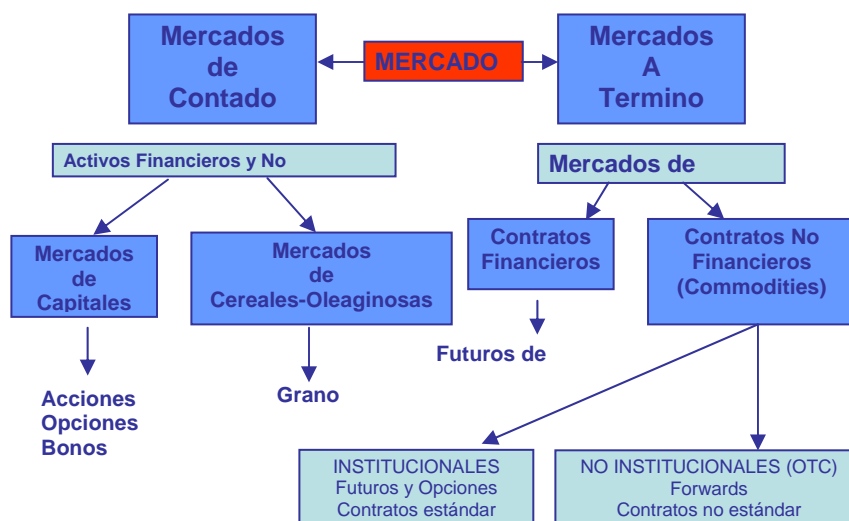 Mercados
de
Contado
MERCADO
Mercados
A
Termino
Activos Financieros y No
Mercados de
Mercados
de
Capitales
Mercados
de
Cereales-Oleaginosas
Contratos
Financieros
Contratos No
Financieros
(Commodities)
Acciones
Opciones
Bonos
Grano
Futuros de
INSTITUCIONALES
Futuros y Opciones
Contratos estándar
NO INSTITUCIONALES (OTC)
Forwards
Contratos no estándar